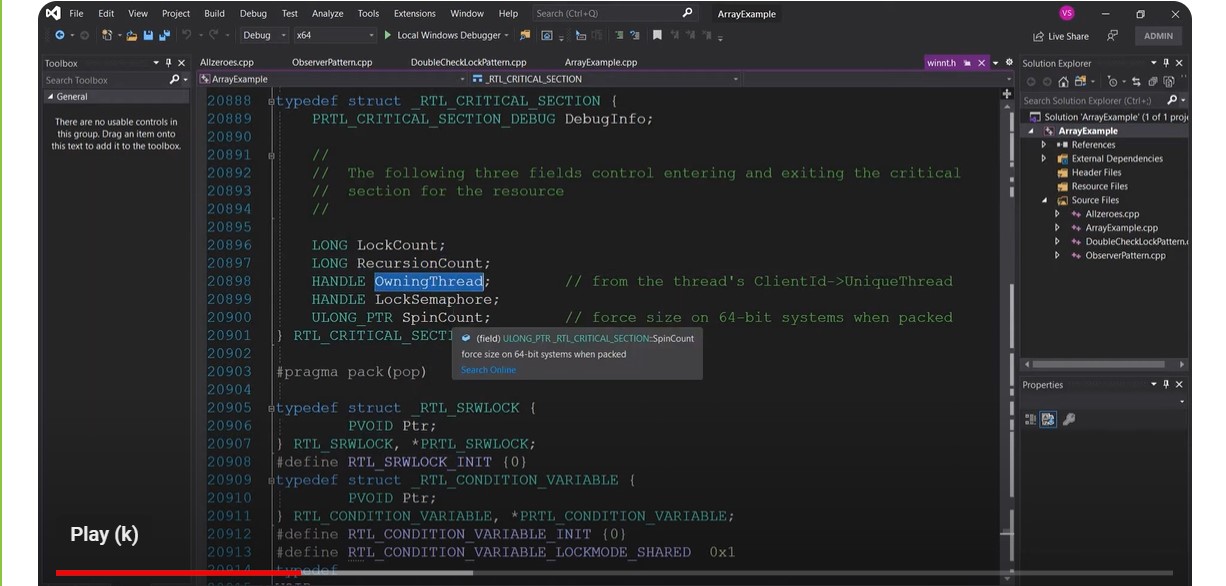 File Edit View Project Build Debug Test Analyze Tools Extensions Window Help Search (Ctrl+Q) ArrayExample VS
Debug x64 Local Windows Debugger Live Share ADMIN
Toolbox
Search Toolbox
General
There are no usable controls in
this group. Drag an item onto
this text to add it to the toolbox.
Allzeroes.cpp ObserverPattern.cpp DoubleCheckLockPattern.cpp ArrayExample.cpp winnt.h
ArrayExample _RTL_CRITICAL_SECTION
20888 typedef struct _RTL_CRITICAL_SECTION {
20889 PRTL_CRITICAL_SECTION_DEBUG DebugInfo;
20890
20891 //
20892 // The following three fields control entering and exiting the critical
20893 // section for the resource
20894 //
20895
20896 LONG LockCount;
20897 LONG RecursionCount;
20898 HANDLE OwningThread; // from the thread's ClientId->UniqueThread
20899 HANDLE LockSemaphore;
20900 ULONG_PTR SpinCount; // force size on 64-bit systems when packed
20901 } RTL_CRITICAL_SECTI
(field) ULONG_PTR _RTL_CRITICAL_SECTION::SpinCount
force size on 64-bit systems when packed
Search Online
20902
20903 #pragma pack(pop)
20904
20905 typedef struct _RTL_SRWLOCK {
20906 PVOID Ptr;
20907 } RTL_SRWLOCK, *PRTL_SRWLOCK;
20908 #define RTL_SRWLOCK_INIT {0}
20909 typedef struct _RTL_CONDITION_VARIABLE {
20910 PVOID Ptr;
20911 } RTL_CONDITION_VARIABLE, *PRTL_CONDITION_VARIABLE;
20912 #define RTL_CONDITION_VARIABLE_INIT {0}
20913 #define RTL_CONDITION_VARIABLE_LOCKMODE_SHARED 0x1
20914 typedef
Play (k)
Solution Explorer
Search Solution Explorer (Ctrl+;)
Solution 'ArrayExample' (1 of 1 proje
ArrayExample
References
External Dependencies
Header Files
Resource Files
Source Files
Allzeroes.cpp
ArrayExample.cpp
DoubleCheckLockPattern.c
ObserverPattern.cpp
Properties